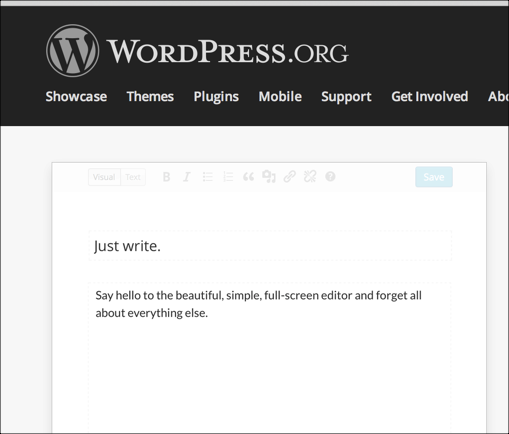 WORDPRESS.ORG
Showcase Themes Plugins Mobile Support Get Involved Abo
Visual Text B I Save
Just write.
Say hello to the beautiful, simple, full-screen editor and forget all
about everything else.